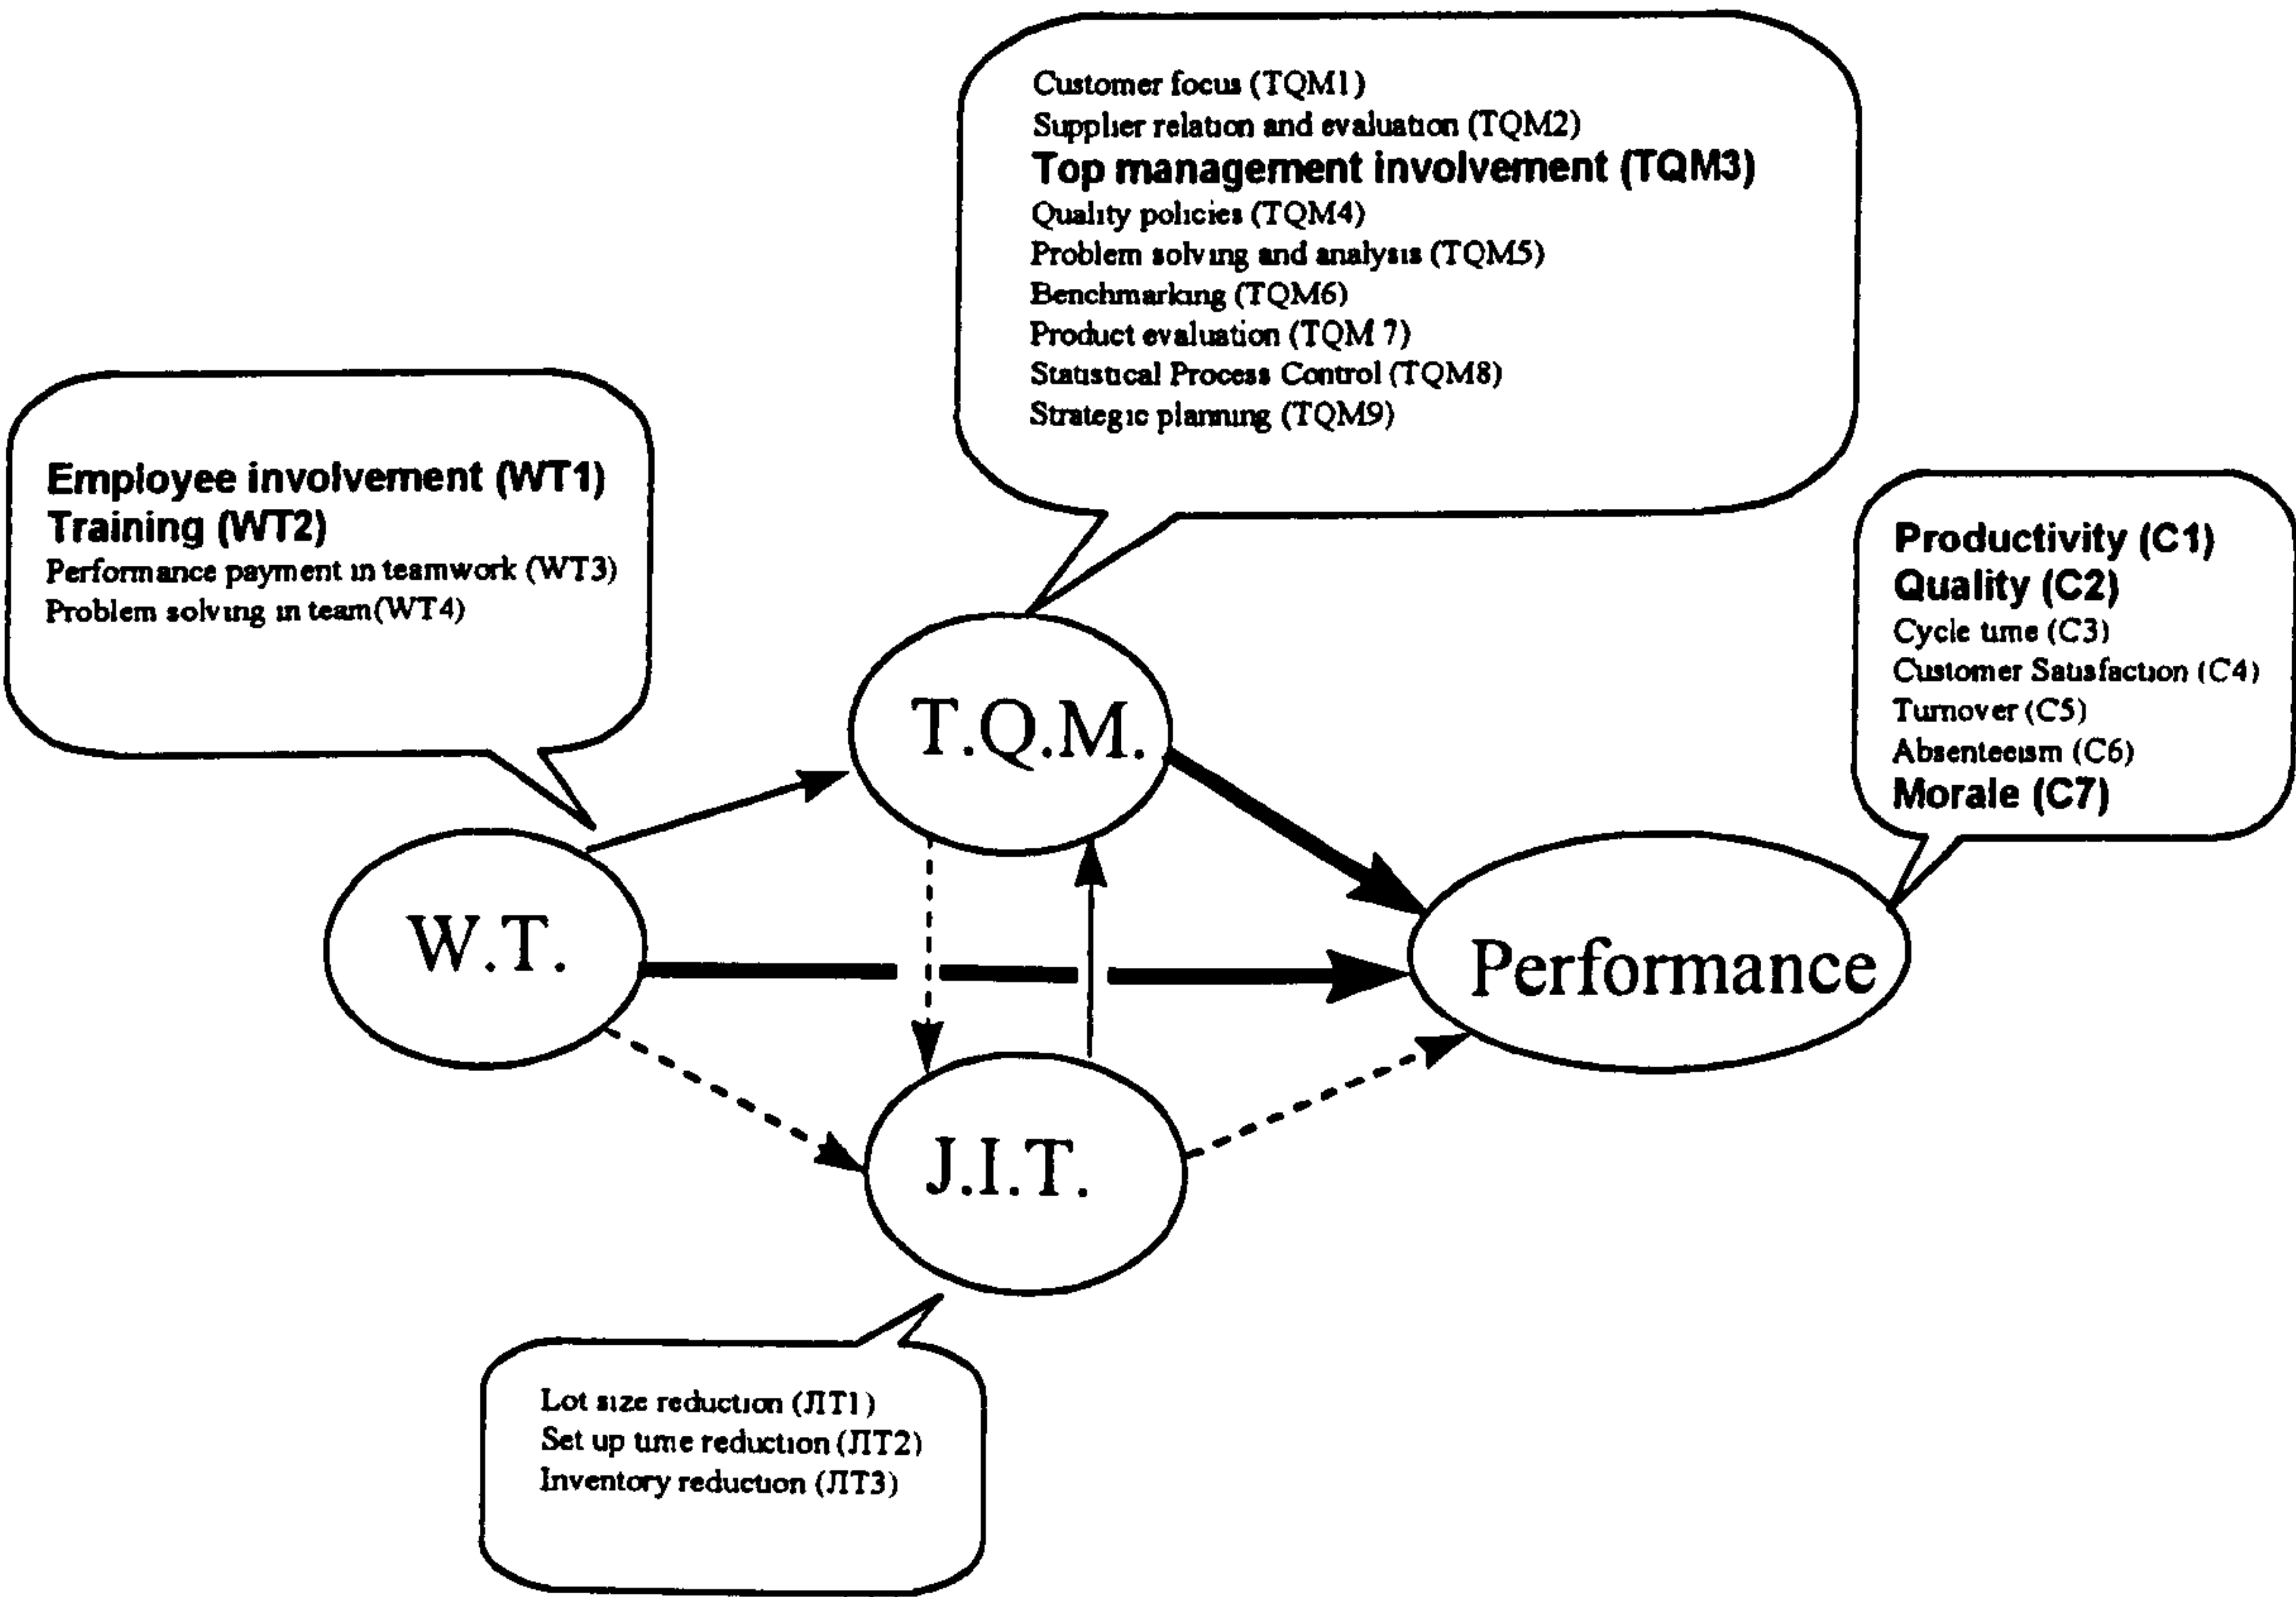 Customer focus (TQM1)
Supplier relation and evaluation (TQM2)
Top management involvement (TQM3)
Quality policies (TQM4)
Problem solving and analysis (TQM5)
Benchmarking (TQM6)
Product evaluation (TQM 7)
Statistical Process Control (TQM8)
Strategic planning (TQM9)
Employee involvement (WT1)
Training (WT2)
Performance payment in teamwork (WT3)
Problem solving in team(WT4)
Productivity (C1)
Quality (C2)
Cycle time (C3)
Customer Satisfaction (C4)
Turnover (C5)
Absenteeism (C6)
Morale (C7)
T.Q.M.
W.T.
Performance
J.I.T.
Lot size reduction (JIT1)
Set up time reduction (JIT2)
Inventory reduction (JIT3)